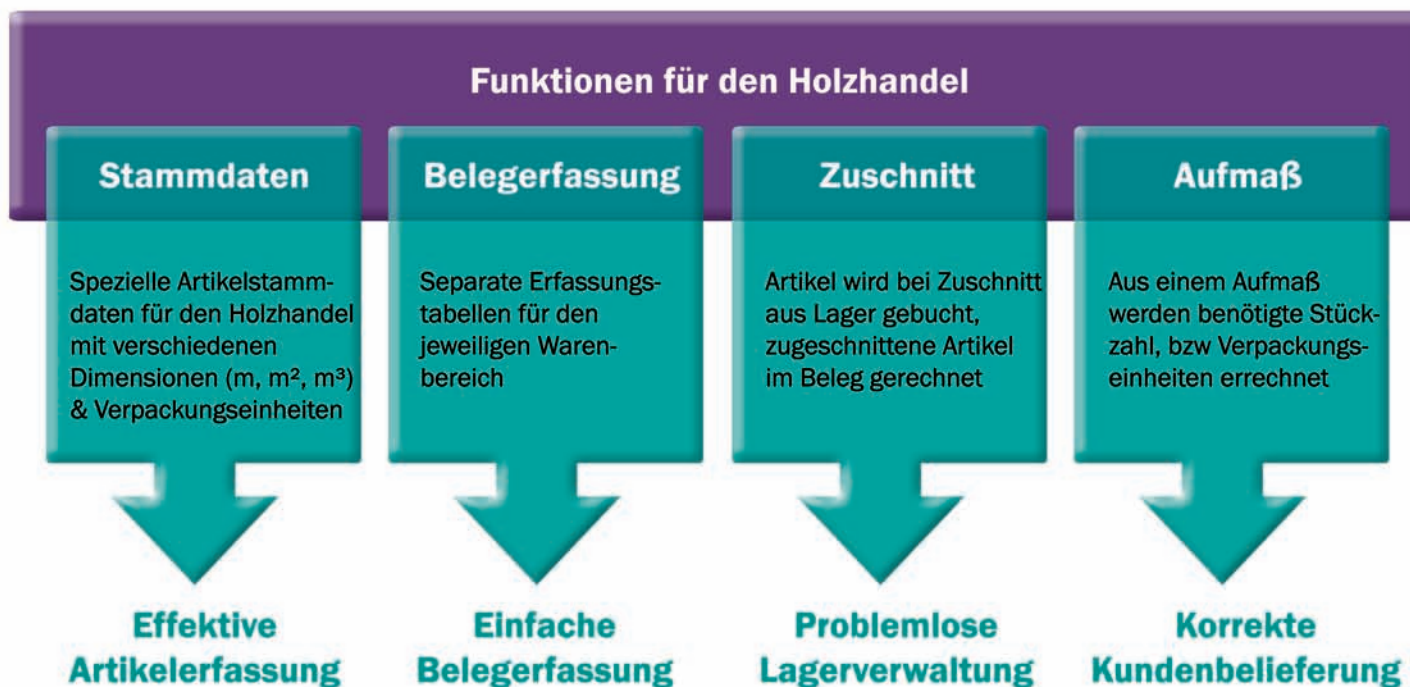 Funktionen für den Holzhandel
Stammdaten
Spezielle Artikelstamm-
daten für den Holzhandel
mit verschiedenen
Dimensionen (m, m², m³)
& Verpackungseinheiten
Effektive
Artikelerfassung
Belegerfassung
Separate Erfassungs-
tabellen für den
jeweiligen Waren-
bereich
Einfache
Belegerfassung
Zuschnitt
Artikel wird bei Zuschnitt
aus Lager gebucht,
zugeschnittene Artikel
im Beleg gerechnet
Problemlose
Lagerverwaltung
Aufmaß
Aus einem Aufmaß
werden benötigte Stück-
zahl, bzw Verpackungs-
einheiten errechnet
Korrekte
Kundenbelieferung